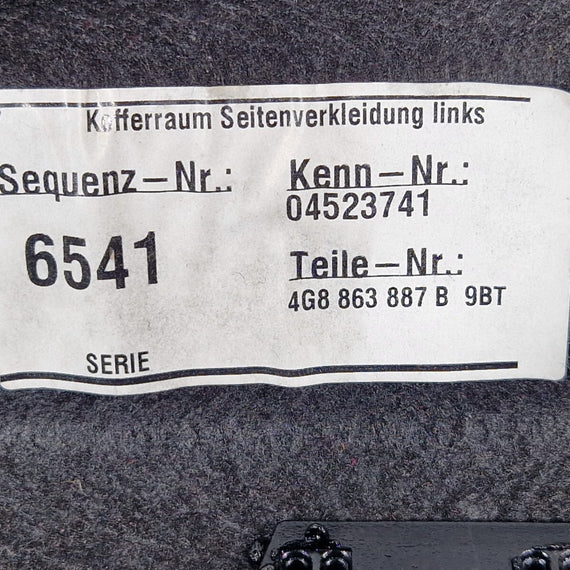 Kofferraum Seitenverkleidung links
Sequenz-Nr.:
6541
Kenn-Nr.:
04523741
Teile-Nr.:
4G8 863 887 B 9BT
SERIE